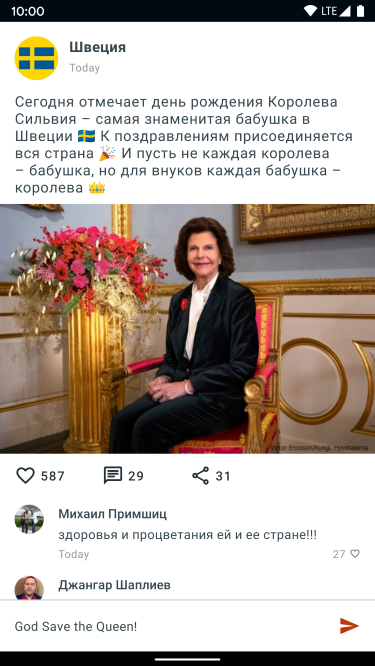 10:00
LTE
Швеция
Today
Сегодня отмечает день рождения Королева
Сильвия – самая знаменитая бабушка в
Швеции 🇸🇪 К поздравлениям присоединяется
вся страна 🎉 И пусть не каждая королева
– бабушка, но для внуков каждая бабушка –
королева 👑
Viktor Ericsson/Kungl. Hovstaterna
587
29
31
Михаил Примшиц
здоровья и процветания ей и ее стране!!!
Today
27
Джангар Шаплиев
God Save the Queen!